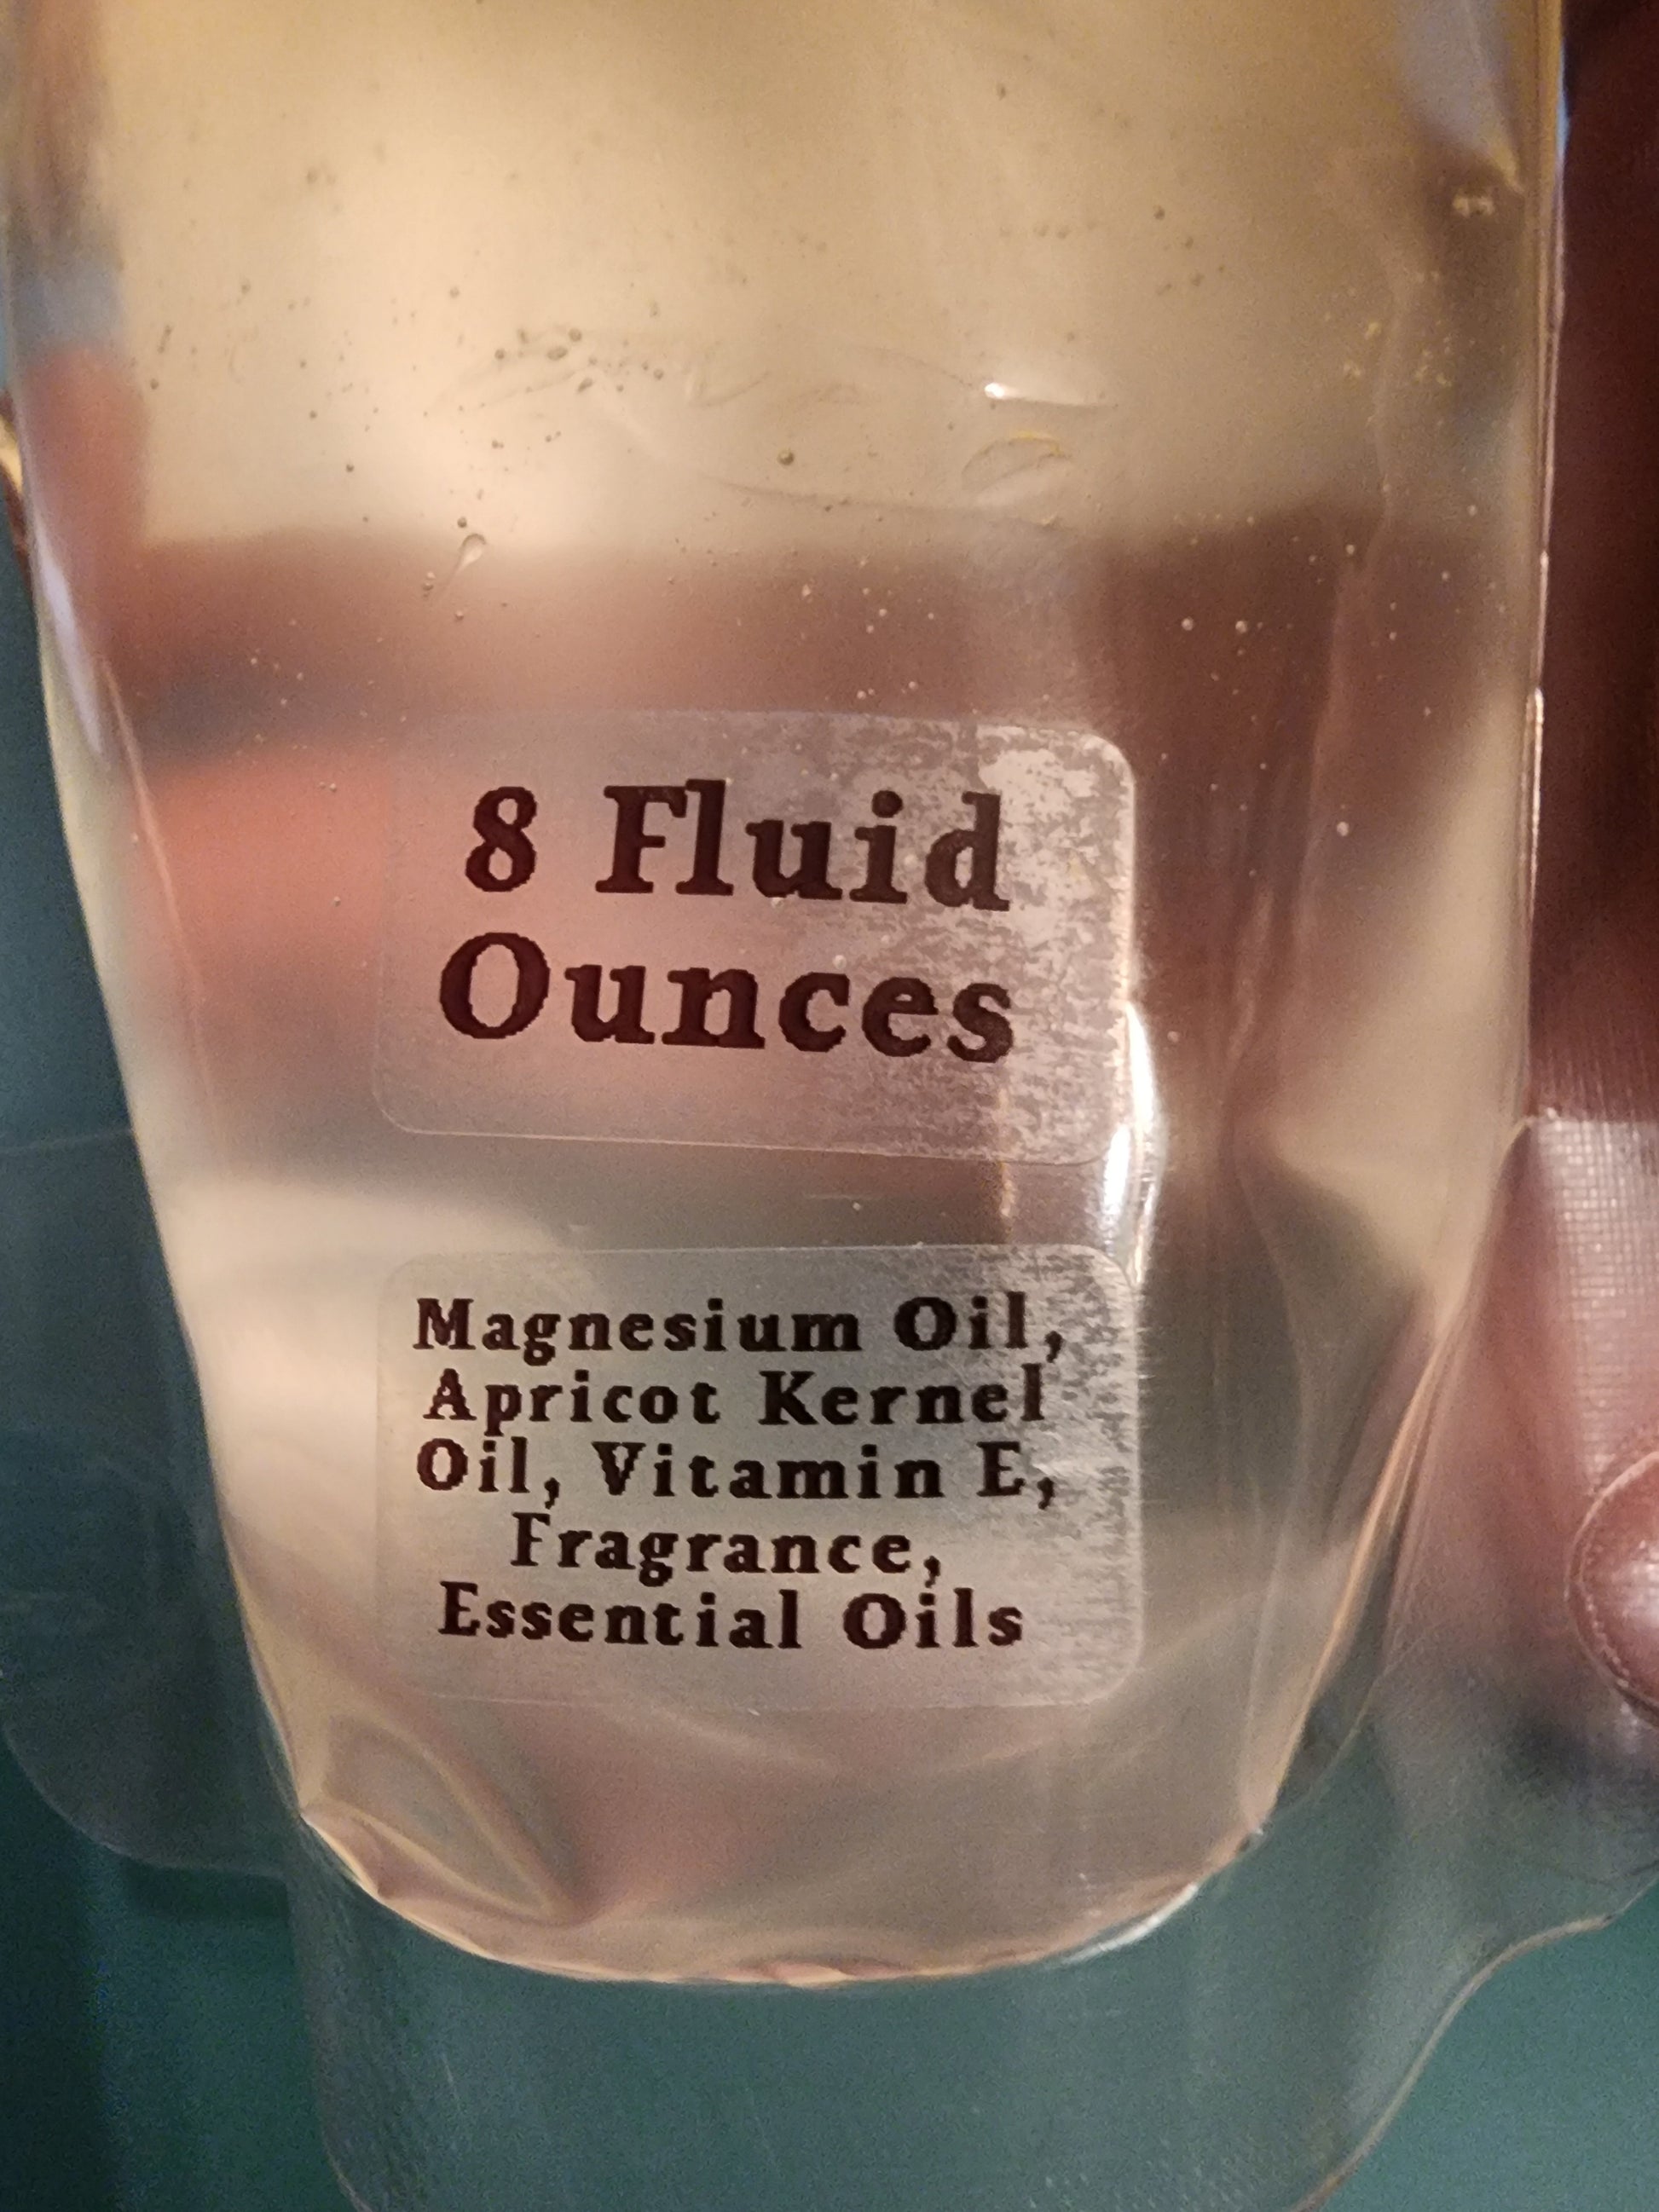 8 Fluid
Ounces
Magnesium Oil,
Apricot Kernel
Oil, Vitamin E,
Fragrance,
Essential Oils